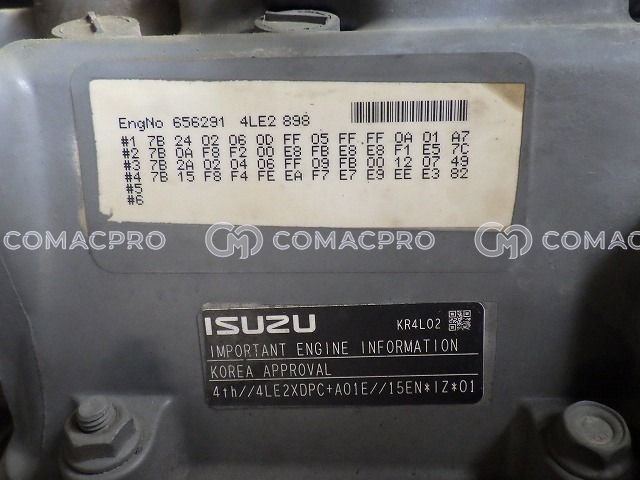 EngNo 656291 4LE2 898
#1 7B 24 02 06 0D FF 05 FF FF 0A 01 A7
#2 7B 0A F8 F2 00 E8 FB E8 E8 F1 E5 7C
#3 7B 2A 02 04 06 FF 09 FB 00 12 07 49
#4 7B 15 F8 F4 FE EA F7 E7 E9 EE E3 82
#5
#6
COMACPRO CM COMACPRO CM COMACPRO
ISUZU KR4L02
IMPORTANT ENGINE INFORMATION
KOREA APPROVAL
4th//4LE2XDPC+A01E//15EN*IZ*01